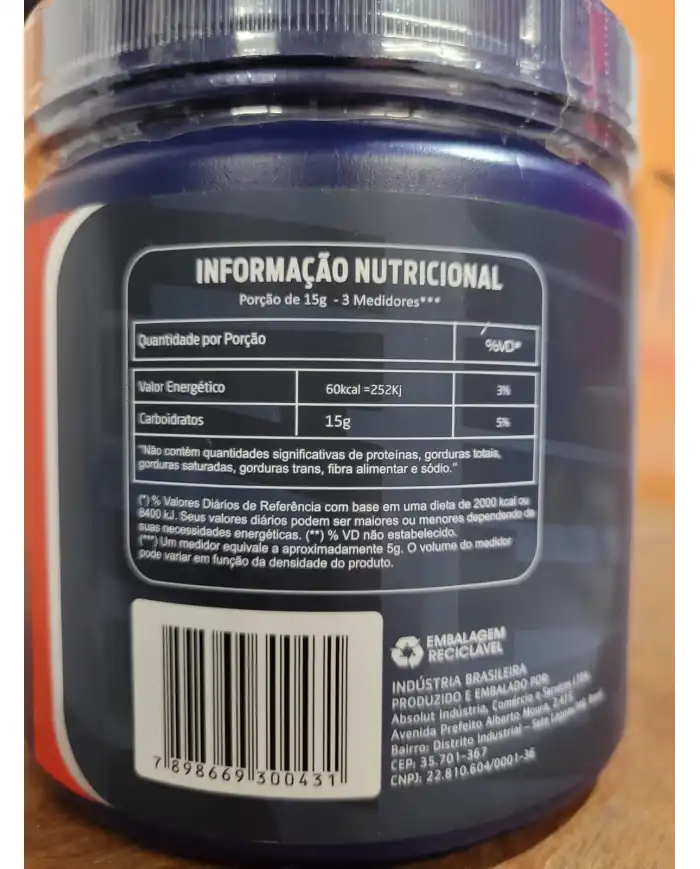 INFORMAÇÃO NUTRICIONAL
Porção de 15g - 3 Medidores***
Quantidade por Porção %VD*
Valor Energético 60kcal =252Kj 3%
Carboidratos 15g 5%
"Não contém quantidades significativas de proteínas, gorduras totais,
gorduras saturadas, gorduras trans, fibra alimentar e sódio."
(*) % Valores Diários de Referência com base em uma dieta de 2000 kcal ou
8400 kJ. Seus valores diários podem ser maiores ou menores dependendo de
suas necessidades energéticas. (**) % VD não estabelecido.
(***) Um medidor equivale a aproximadamente 5g. O volume do medidor
pode variar em função da densidade do produto.
EMBALAGEM
RECICLÁVEL
INDÚSTRIA BRASILEIRA
PRODUZIDO E EMBALADO POR:
Absolut Indústria, Comércio e Serviços LTDA
Avenida Prefeito Alberto Moura,
Bairro: Distrito Industrial - Sete Lagoas
CEP: 35.701-367
CNPJ: 22.810.604/0001-36
7 898669 300431